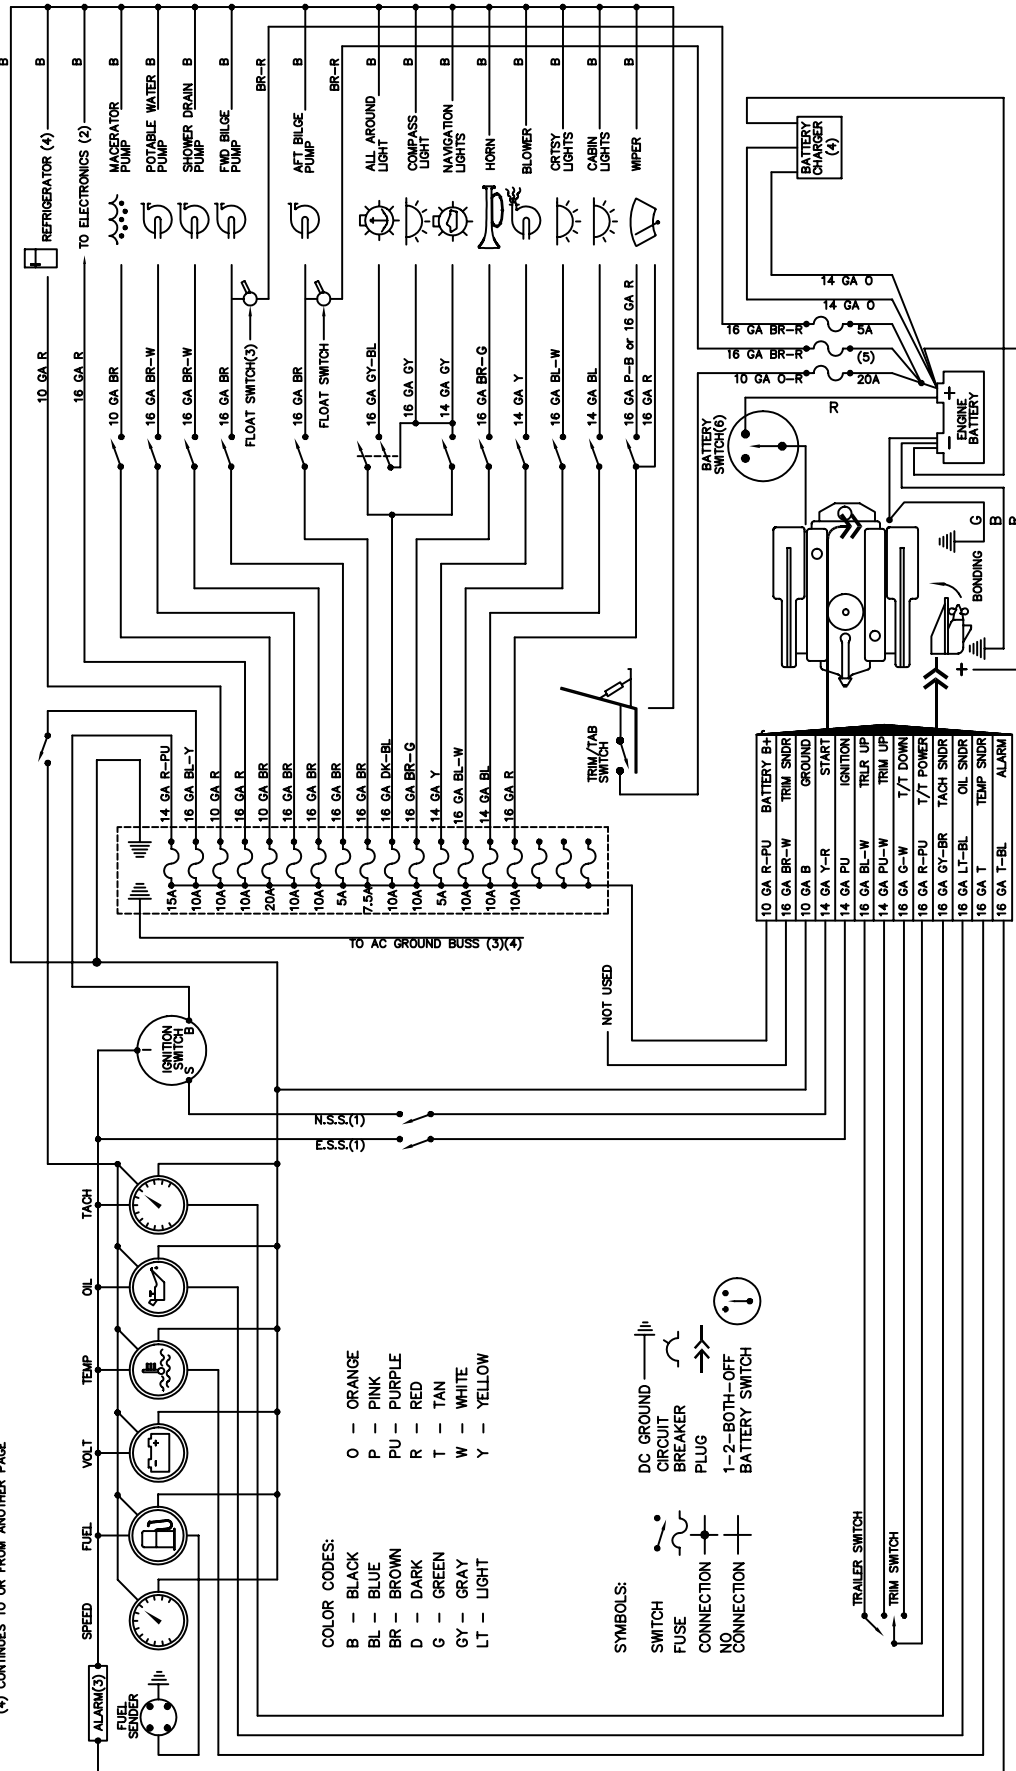 (4) CONTINUES TO OR FROM ANOTHER PAGE
B
B
B
B
B
B
B
BR-R
B
BR-R
B
B
B
B
B
B
B
B
REFRIGERATOR (4)
TO ELECTRONICS (2)
MACERATOR
PUMP
POTABLE WATER
PUMP
SHOWER DRAIN
PUMP
FWD BILGE
PUMP
AFT BILGE
PUMP
ALL AROUND
LIGHT
COMPASS
LIGHT
NAVIGATION
LIGHTS
HORN
BLOWER
CRTSY
LIGHTS
CABIN
LIGHTS
WIPER
BATTERY
CHARGER
(4)
10 GA R
16 GA R
10 GA BR
16 GA BR-W
16 GA BR-W
16 GA BR
FLOAT SWITCH(3)
16 GA BR
FLOAT SWITCH
16 GA GY-BL
16 GA GY
14 GA GY
16 GA BR-G
14 GA Y
16 GA BL-W
14 GA BL
16 GA P-B or 16 GA R
16 GA R
14 GA O
14 GA O
16 GA BR-R
5A
16 GA BR-R
(5)
10 GA O-R
20A
R
BATTERY
SWITCH(6)
+
-
ENGINE
BATTERY
G
B
R
BONDING
+
TRIM/TAB
SWITCH
14 GA R-PU
16 GA BL-Y
10 GA R
16 GA R
10 GA BR
16 GA BR
16 GA BR
16 GA BR
16 GA BR
16 GA DK-BL
16 GA BR-G
14 GA Y
16 GA BL-W
14 GA BL
16 GA R
15A
10A
10A
10A
20A
10A
10A
5A
7.5A
10A
10A
5A
10A
10A
10A
TO AC GROUND BUSS (3)(4)
NOT USED
10 GA R-PU BATTERY B+
16 GA BR-W TRIM SNDR
10 GA B GROUND
14 GA Y-R START
14 GA PU IGNITION
16 GA BL-W TRLR UP
14 GA PU-W TRIM UP
16 GA G-W T/T DOWN
16 GA R-PU T/T POWER
16 GA GY-BR TACH SNDR
16 GA LT-BL OIL SNDR
16 GA T TEMP SNDR
16 GA T-BL ALARM
IGNITION
SWITCH
I
S
B
N.S.S.(1)
E.S.S.(1)
TACH
OIL
TEMP
VOLT
FUEL
SPEED
ALARM(3)
FUEL
SENDER
COLOR CODES:
B - BLACK
BL - BLUE
BR - BROWN
D - DARK
G - GREEN
GY - GRAY
LT - LIGHT
O - ORANGE
P - PINK
PU - PURPLE
R - RED
T - TAN
W - WHITE
Y - YELLOW
SYMBOLS:
SWITCH
FUSE
CONNECTION
NO
CONNECTION
DC GROUND
CIRCUIT
BREAKER
PLUG
1-2-BOTH-OFF
BATTERY SWITCH
TRAILER SWITCH
TRIM SWITCH